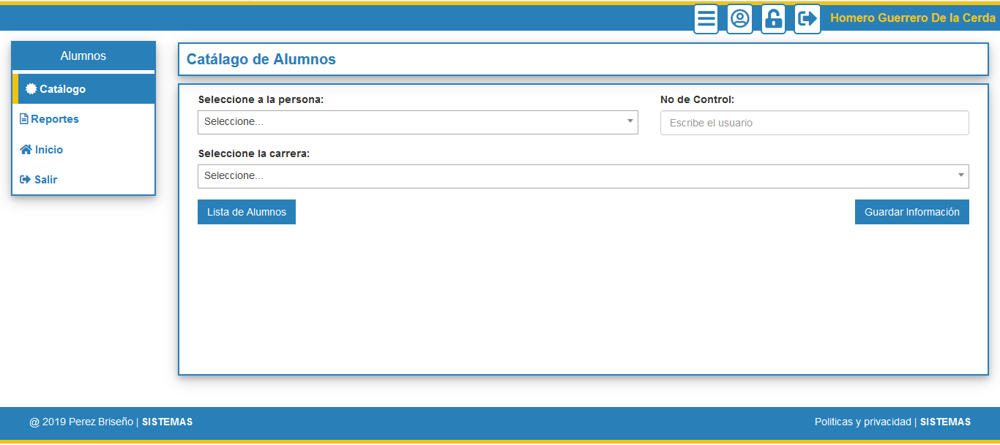 Homero Guerrero De la Cerda
Alumnos
Catálogo
Reportes
Inicio
Salir
Catálago de Alumnos
Seleccione a la persona:
No de Control:
Seleccione...
Escribe el usuario
Seleccione la carrera:
Seleccione...
Lista de Alumnos
Guardar Información
@ 2019 Perez Briseño | SISTEMAS
Politicas y privacidad | SISTEMAS